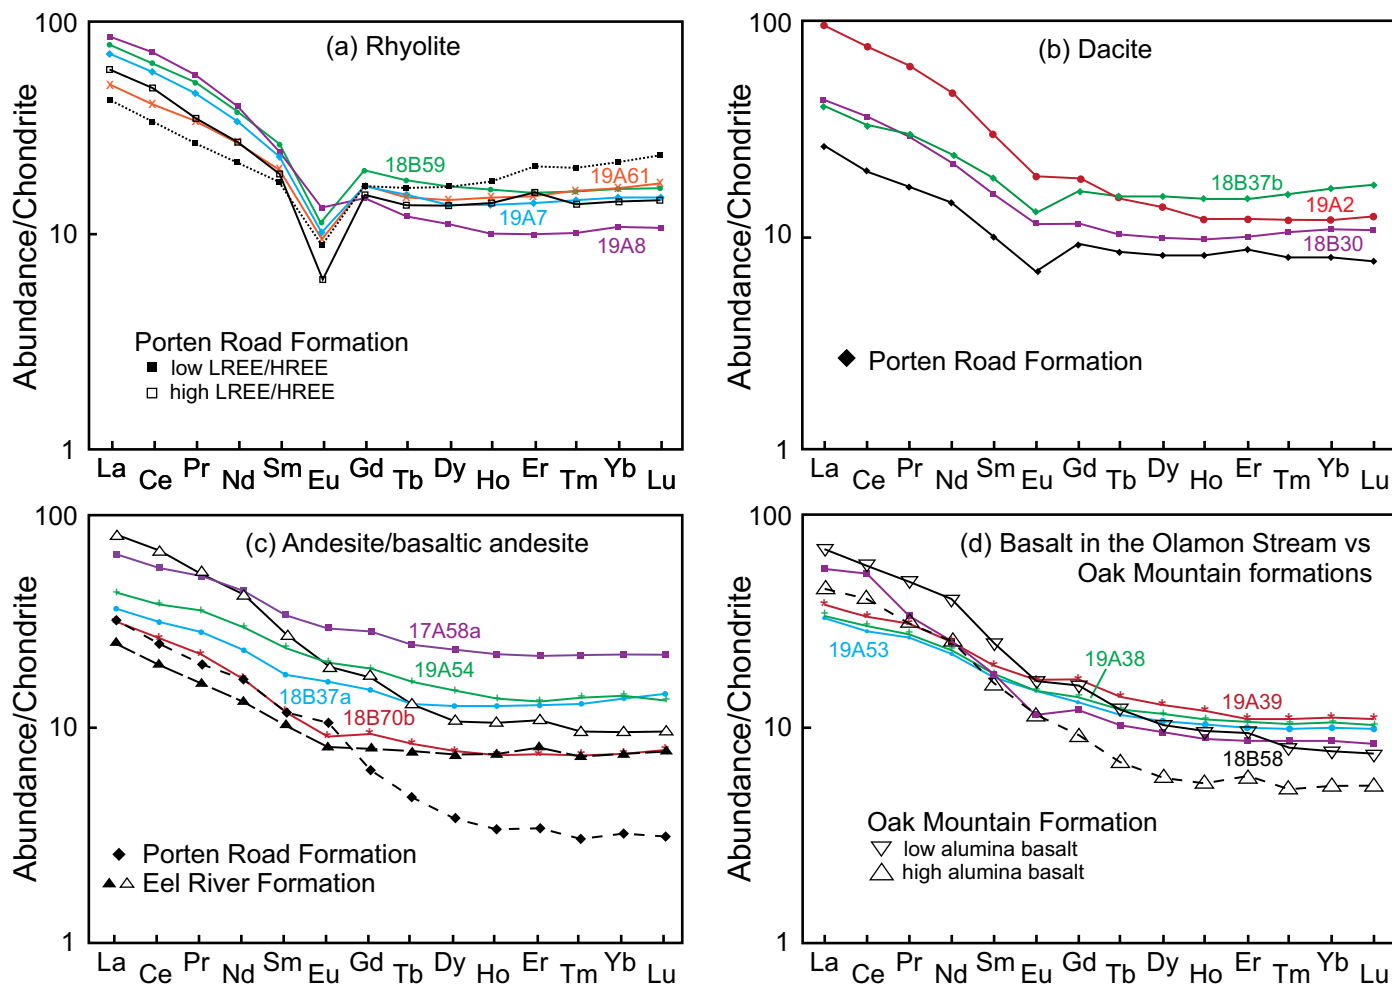 100
(a) Rhyolite
Abundance/Chondrite
18B59
19A61
19A7
19A8
10
Porten Road Formation
low LREE/HREE
high LREE/HREE
1
La Ce Pr Nd Sm Eu Gd Tb Dy Ho Er Tm Yb Lu
100
(b) Dacite
Abundance/Chondrite
18B37b
19A2
18B30
10
Porten Road Formation
1
La Ce Pr Nd Sm Eu Gd Tb Dy Ho Er Tm Yb Lu
100
(c) Andesite/basaltic andesite
Abundance/Chondrite
17A58a
19A54
18B37a
18B70b
10
Porten Road Formation
Eel River Formation
1
La Ce Pr Nd Sm Eu Gd Tb Dy Ho Er Tm Yb Lu
100
(d) Basalt in the Olamon Stream vs
Oak Mountain formations
Abundance/Chondrite
19A53
19A38
19A39
10
18B58
Oak Mountain Formation
low alumina basalt
high alumina basalt
1
La Ce Pr Nd Sm Eu Gd Tb Dy Ho Er Tm Yb Lu